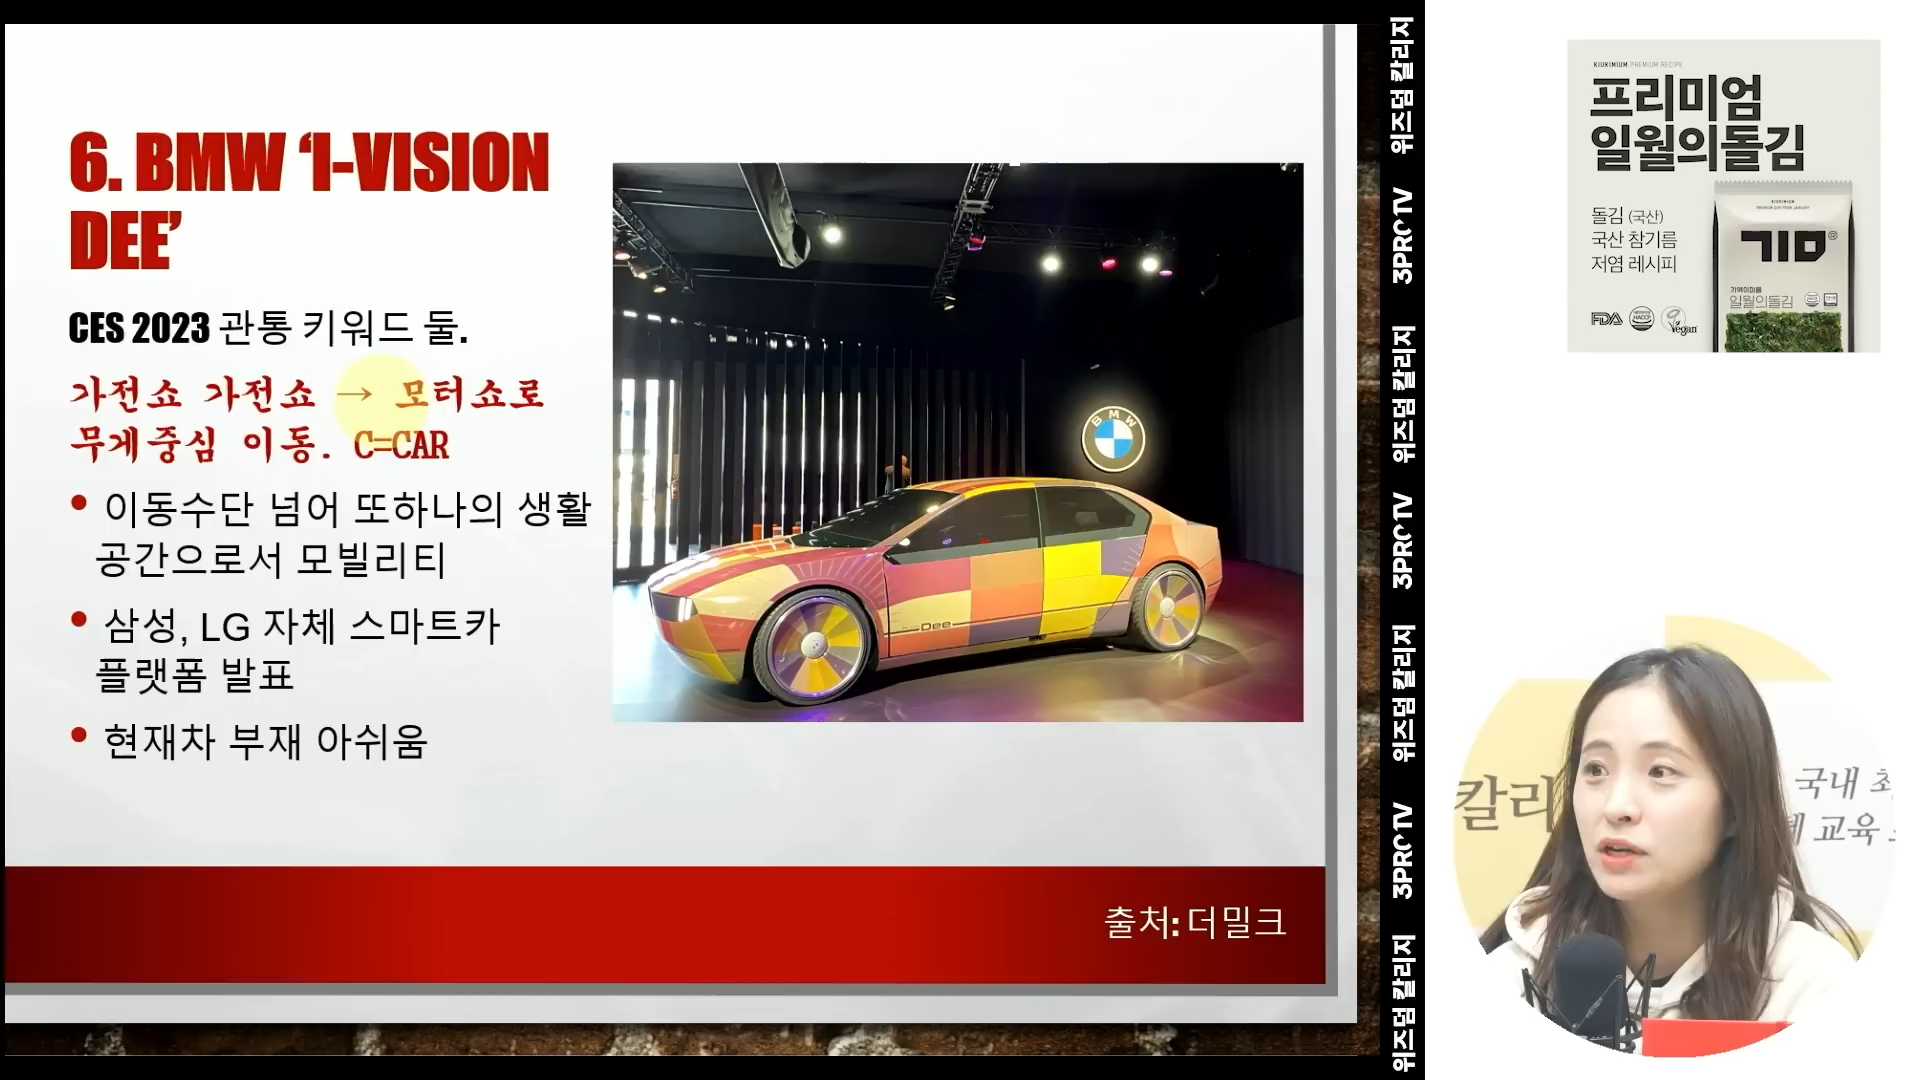 6. BMW ‘I-VISION
DEE’
CES 2023 관통 키워드 둘.
가전쇼 가전쇼 → 모터쇼로
무게중심 이동. C=CAR
• 이동수단 넘어 또하나의 생활
공간으로서 모빌리티
• 삼성, LG 자체 스마트카
플랫폼 발표
• 현재차 부재 아쉬움
BMW
Dee
출처: 더밀크
위즈덤 칼리지
3PROTV
위즈덤 칼리지
3PROTV
위즈덤 칼리지
3PROTV
위즈덤 칼리지
KIUKIMIUM PREMIUM RECIPE
프리미엄
일월의돌김
돌김 (국산)
국산 참기름
저염 레시피
FDA
HACCP
Vegan
KIUKIMIUM
기역이미음
일월의돌김
칼리
국내 최
교육